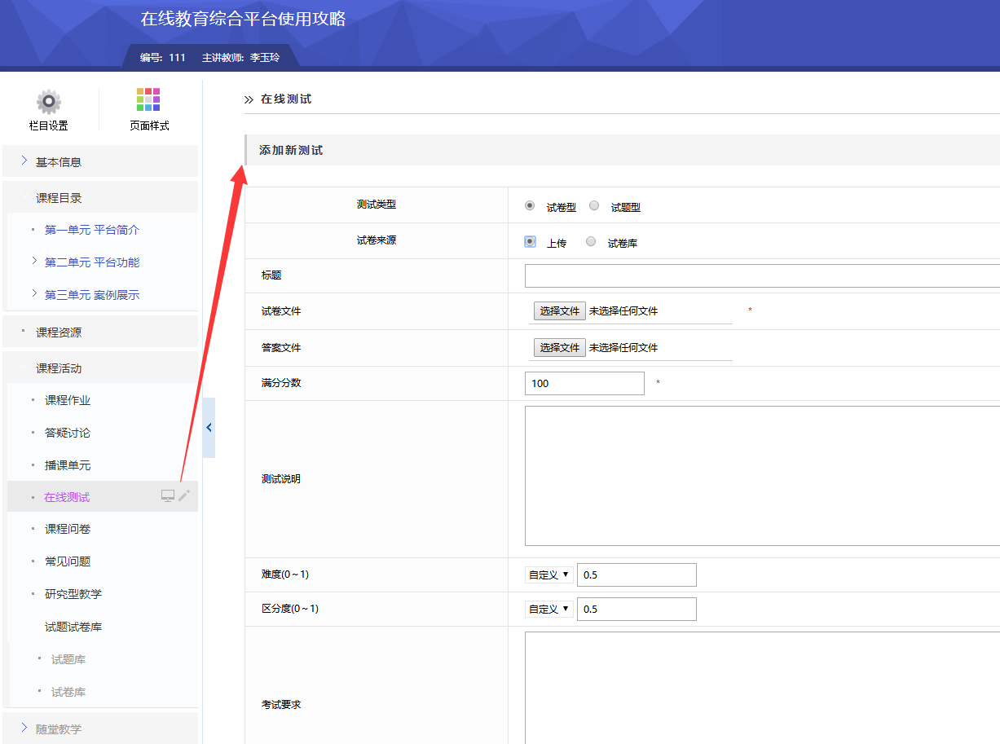 在线教育综合平台使用攻略
编号: 111 主讲教师: 李玉玲
栏目设置 页面样式
基本信息
课程目录
第一单元 平台简介
第二单元 平台功能
第三单元 案例展示
课程资源
课程活动
课程作业
答疑讨论
播课单元
在线测试
课程问卷
常见问题
研究型教学
试题试卷库
试题库
试卷库
随堂教学
在线测试
添加新测试
测试类型 试卷型 试题型
试卷来源 上传 试卷库
标题
试卷文件 选择文件 未选择任何文件 *
答案文件 选择文件 未选择任何文件
满分分数 100 *
测试说明
难度(0~1) 自定义 0.5
区分度(0~1) 自定义 0.5
考试要求